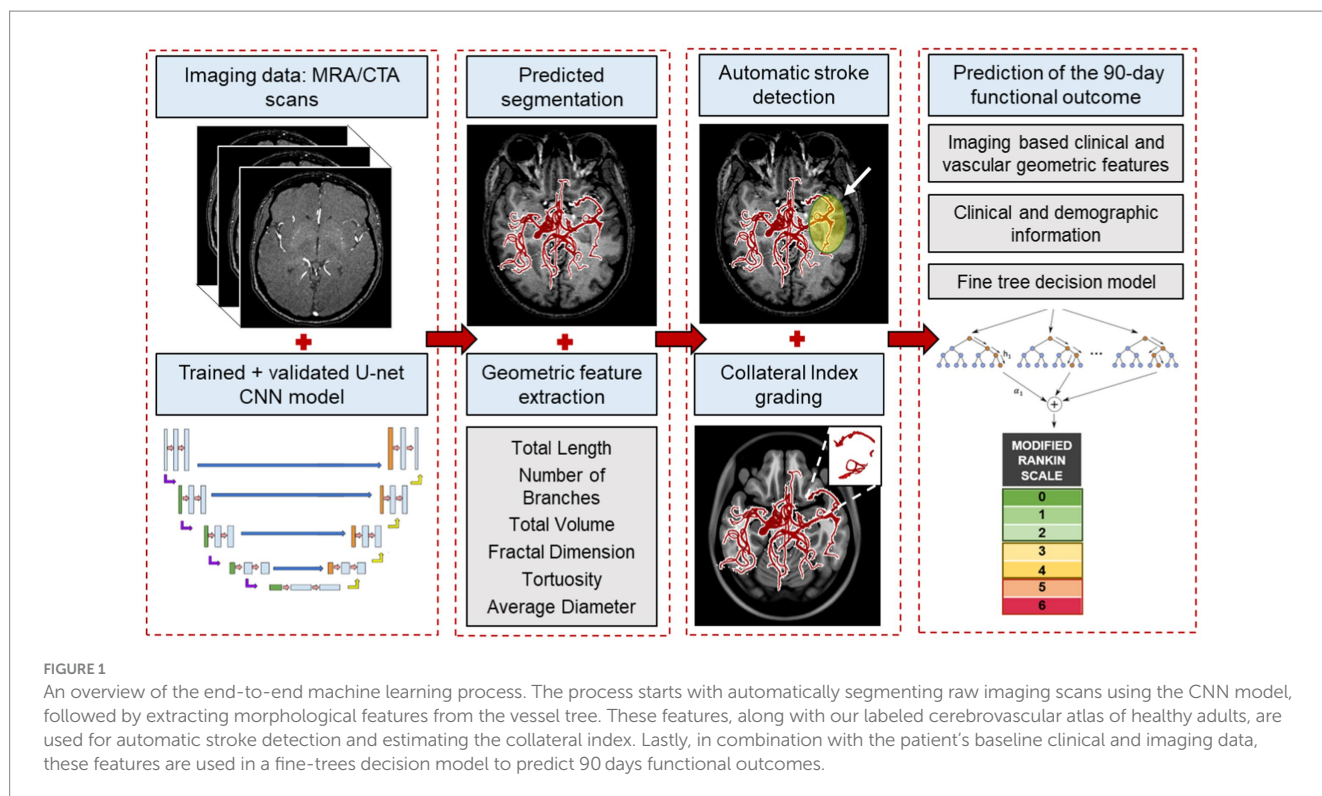 Imaging data: MRA/CTA
scans
Trained + validated U-net
CNN model
Predicted
segmentation
Geometric feature
extraction
Total Length
Number of
Branches
Total Volume
Fractal Dimension
Tortuosity
Average Diameter
Automatic stroke
detection
Collateral Index
grading
Prediction of the 90-day
functional outcome
Imaging based clinical and
vascular geometric features
Clinical and demographic
information
Fine tree decision model
h₁
...
α₁
+
MODIFIED
RANKIN
SCALE
0
1
2
3
4
5
6
FIGURE 1
An overview of the end-to-end machine learning process. The process starts with automatically segmenting raw imaging scans using the CNN model,
followed by extracting morphological features from the vessel tree. These features, along with our labeled cerebrovascular atlas of healthy adults, are
used for automatic stroke detection and estimating the collateral index. Lastly, in combination with the patient's baseline clinical and imaging data,
these features are used in a fine-trees decision model to predict 90 days functional outcomes.